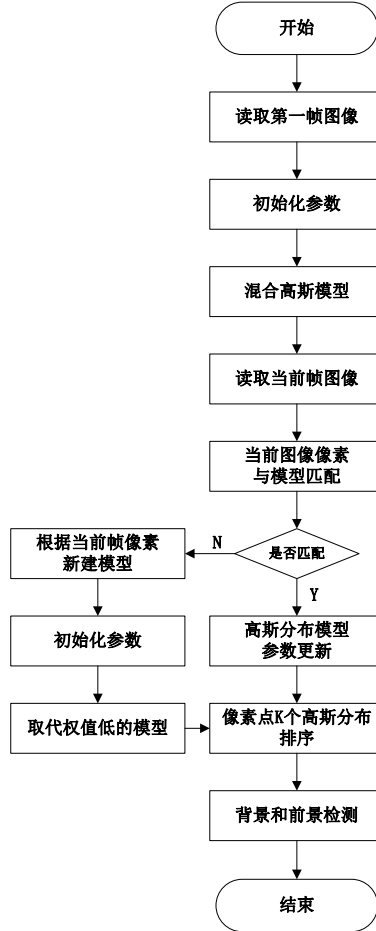 开始
读取第一帧图像
初始化参数
混合高斯模型
读取当前帧图像
当前图像像素
与模型匹配
是否匹配
N
Y
根据当前帧像素
新建模型
初始化参数
取代权值低的模型
高斯分布模型
参数更新
像素点K个高斯分布
排序
背景和前景检测
结束